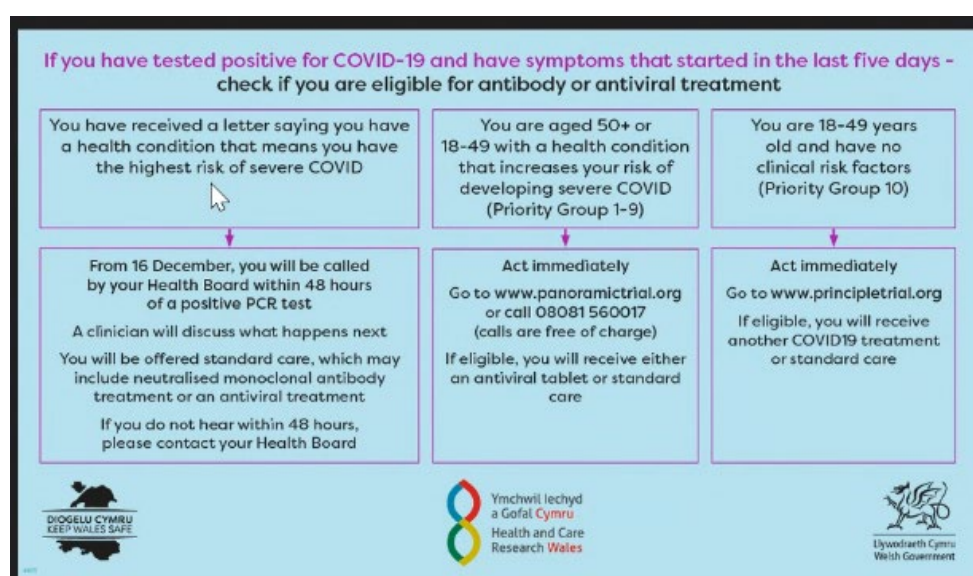 If you have tested positive for COVID-19 and have symptoms that started in the last five days -
check if you are eligible for antibody or antiviral treatment
You have received a letter saying you have
a health condition that means you have
the highest risk of severe COVID
From 16 December, you will be called
by your Health Board within 48 hours
of a positive PCR test
A clinician will discuss what happens next
You will be offered standard care, which may
include neutralised monoclonal antibody
treatment or an antiviral treatment
If you do not hear within 48 hours,
please contact your Health Board
You are aged 50+ or
18-49 with a health condition
that increases your risk of
developing severe COVID
(Priority Group 1-9)
Act immediately
Go to www.panoramictrial.org
or call 08081 560017
(calls are free of charge)
If eligible, you will receive either
an antiviral tablet or standard
care
You are 18-49 years
old and have no
clinical risk factors
(Priority Group 10)
Act immediately
Go to www.principletrial.org
If eligible, you will receive
another COVID19 treatment
or standard care
DIOGELU CYMRU
KEEP WALES SAFE
Ymchwil Iechyd
a Gofal Cymru
Health and Care
Research Wales
Llywodraeth Cymru
Welsh Government